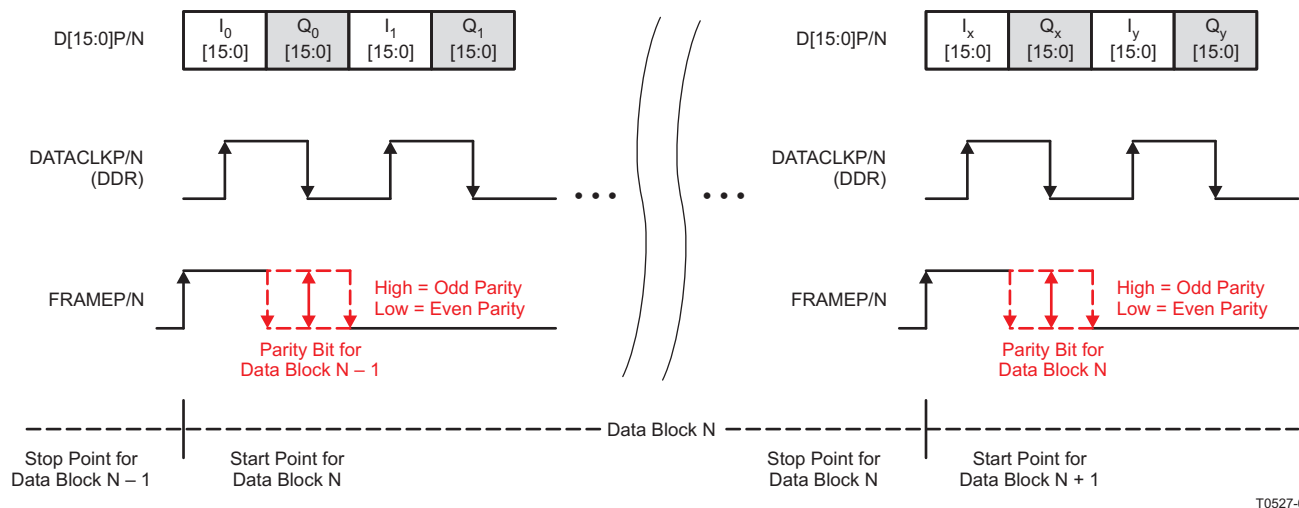 D[15:0]P/N
I0 Q0 I1 Q1
[15:0] [15:0] [15:0] [15:0]
D[15:0]P/N
Ix Qx Iy Qy
[15:0] [15:0] [15:0] [15:0]
DATACLKP/N
(DDR)
DATACLKP/N
(DDR)
FRAMEP/N
High = Odd Parity
Low = Even Parity
Parity Bit for
Data Block N – 1
FRAMEP/N
High = Odd Parity
Low = Even Parity
Parity Bit for
Data Block N
Data Block N
Stop Point for
Data Block N – 1
Start Point for
Data Block N
Stop Point for
Data Block N
Start Point for
Data Block N + 1